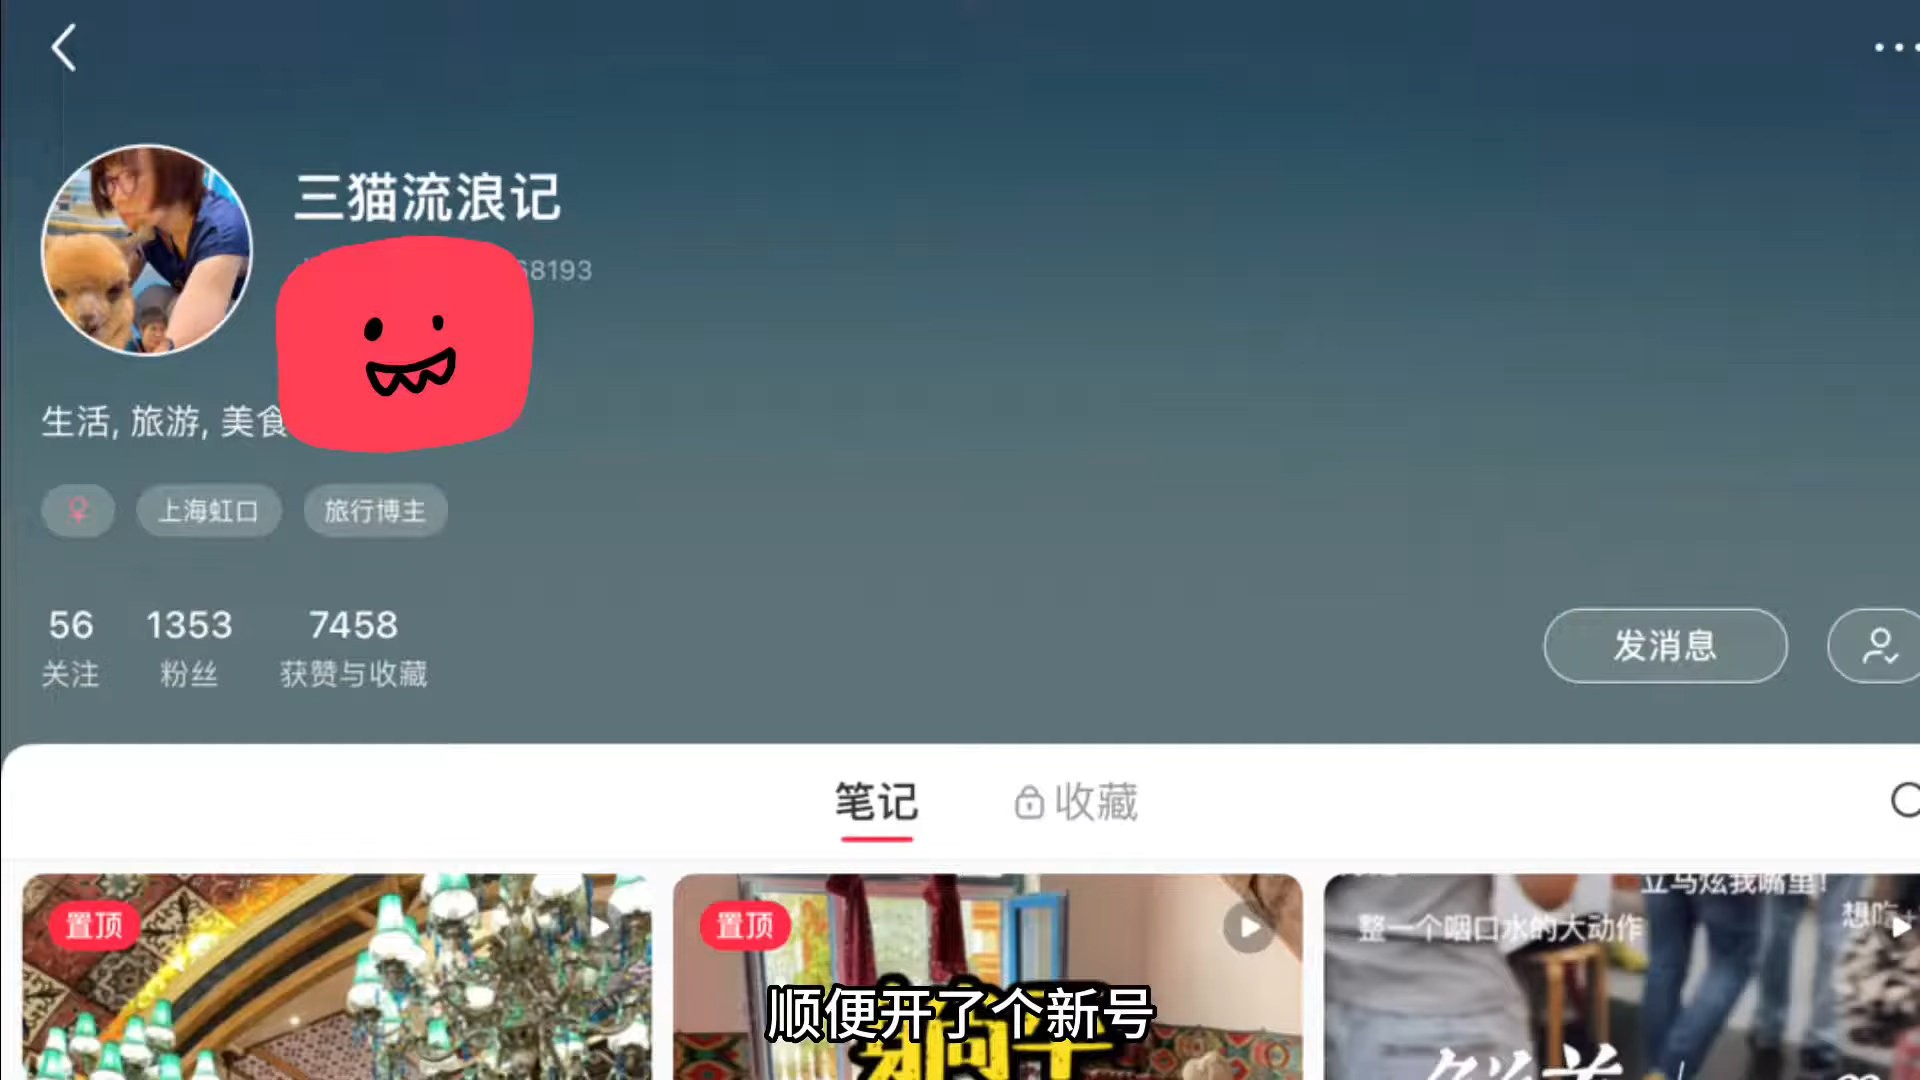 三猫流浪记
68193
生活, 旅游, 美食
上海虹口
旅行博主
56
1353
7458
关注
粉丝
获赞与收藏
发消息
笔记
收藏
置顶
置顶
立马炫我嘴里!
整一个咽口水的大动作
顺便开了个新号